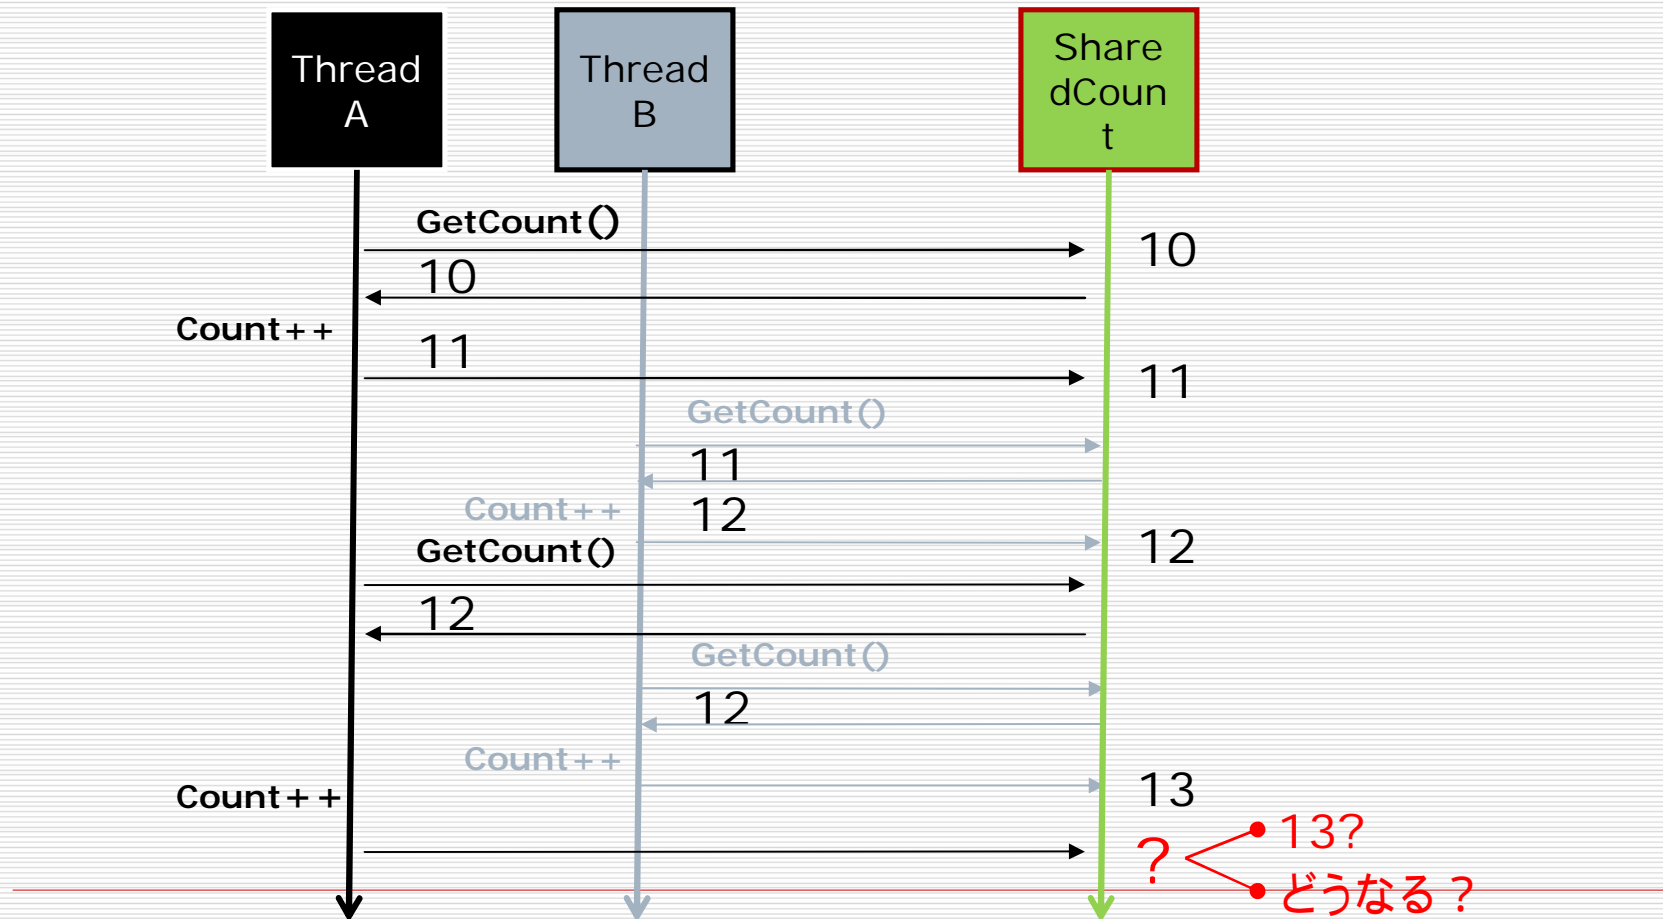 Thread
A
Thread
B
Share
dCoun
t
GetCount()
10
10
Count++
11
11
GetCount()
11
Count++
12
12
GetCount()
12
GetCount()
12
Count++
13
Count++
13?
?
どうなる？